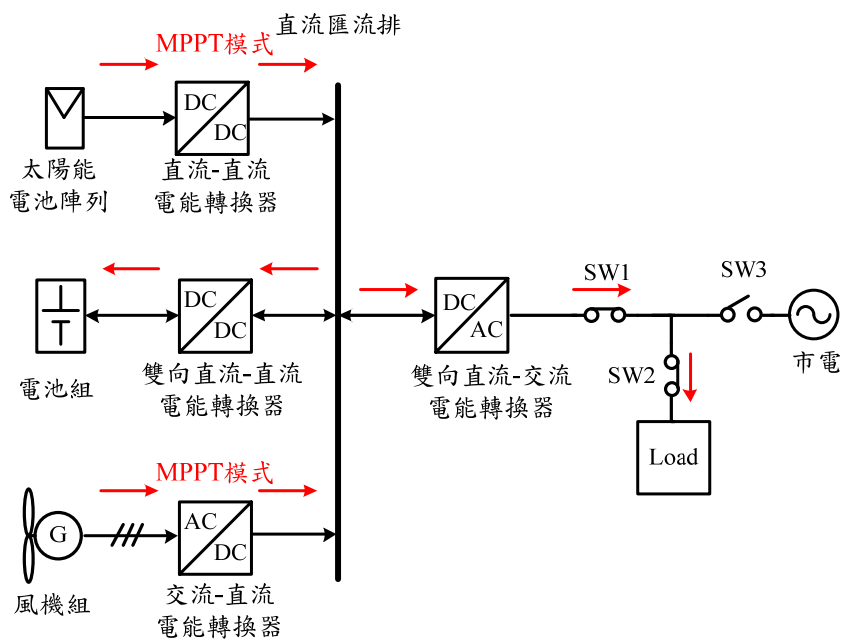 直流匯流排
MPPT模式
DC
DC
太陽能
電池陣列
直流-直流
電能轉換器
DC
DC
電池組
雙向直流-直流
電能轉換器
DC
AC
雙向直流-交流
電能轉換器
SW1
SW3
市電
SW2
Load
MPPT模式
G
AC
DC
風機組
交流-直流
電能轉換器